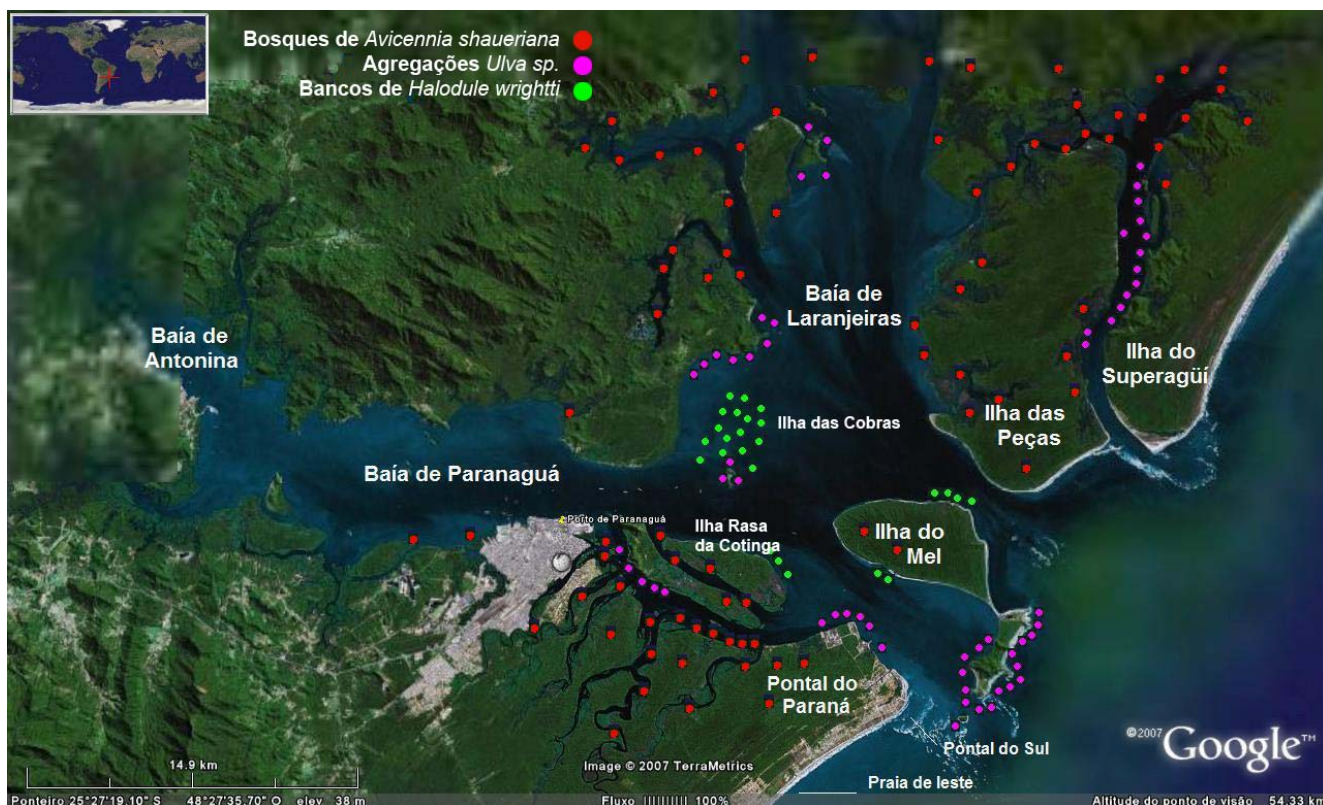 Bosques de Avicennia shaueriana
Agregações Ulva sp.
Bancos de Halodule wrightti
Baía de
Laranjeiras
Baía de
Antonina
Ilha do
Superagüí
Ilha das Cobras
Ilha das
Peças
Baía de Paranaguá
Porto de Paranaguá
Ilha Rasa
da Cotinga
Ilha do
Mel
Pontal do
Paraná
Pontal do Sul
©2007 Google™
14.9 km
Image © 2007 TerraMetrics
Praia de leste
Ponteiro 25°27'19.10" S 48°27'35.70" O elev 38 m
Fluxo |||||||||| 100%
Altitude do ponto de visão 54.33 km